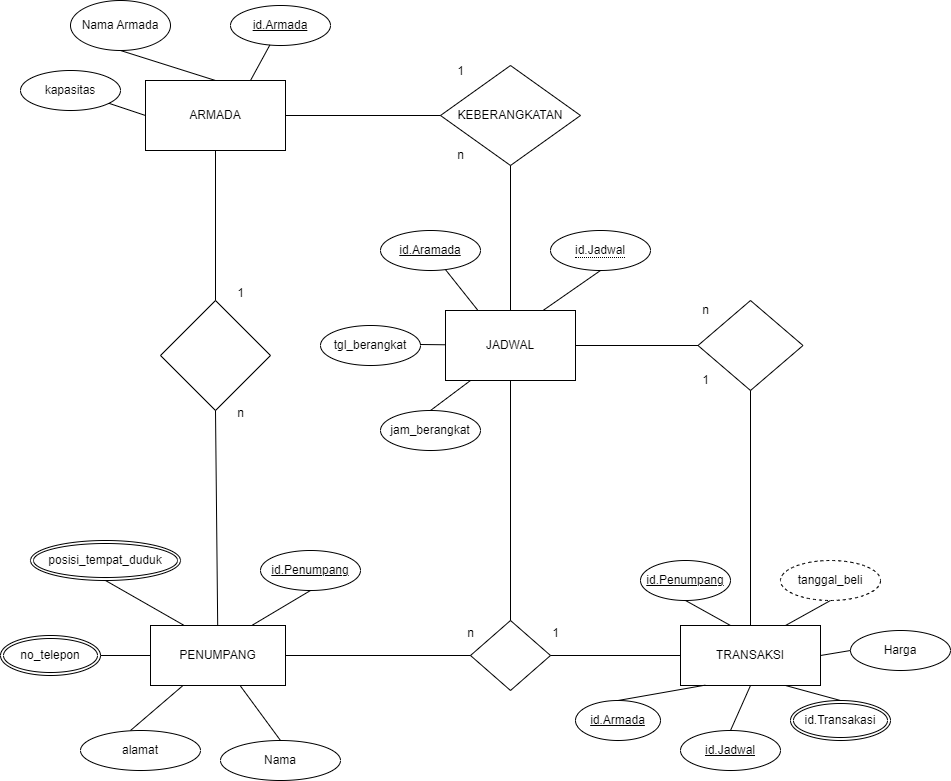 Nama Armada
id.Armada
kapasitas
ARMADA
1
KEBERANGKATAN
n
id.Aramada
id.Jadwal
1
n
tgl_berangkat
JADWAL
1
n
jam_berangkat
posisi_tempat_duduk
id.Penumpang
id.Penumpang
tanggal_beli
n
1
no_telepon
PENUMPANG
TRANSAKSI
Harga
id.Armada
id.Transakasi
alamat
Nama
id.Jadwal